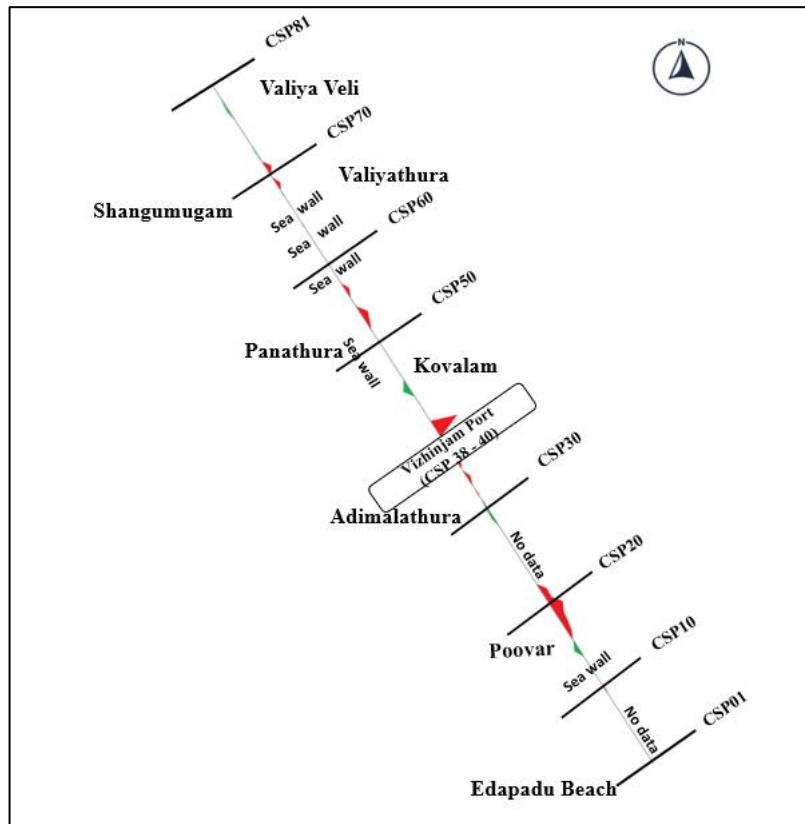 CSP81
N
Valiya Veli
CSP70
Valiyathura
Shangumugam
Sea wall
CSP60
Sea wall
Sea wall
CSP50
Panathura
Sea wall
Kovalam
Vizhinjam Port
(CSP 38 - 40)
CSP30
Adimalathura
No data
CSP20
Poovar
CSP10
Sea wall
No data
CSP01
Edapadu Beach